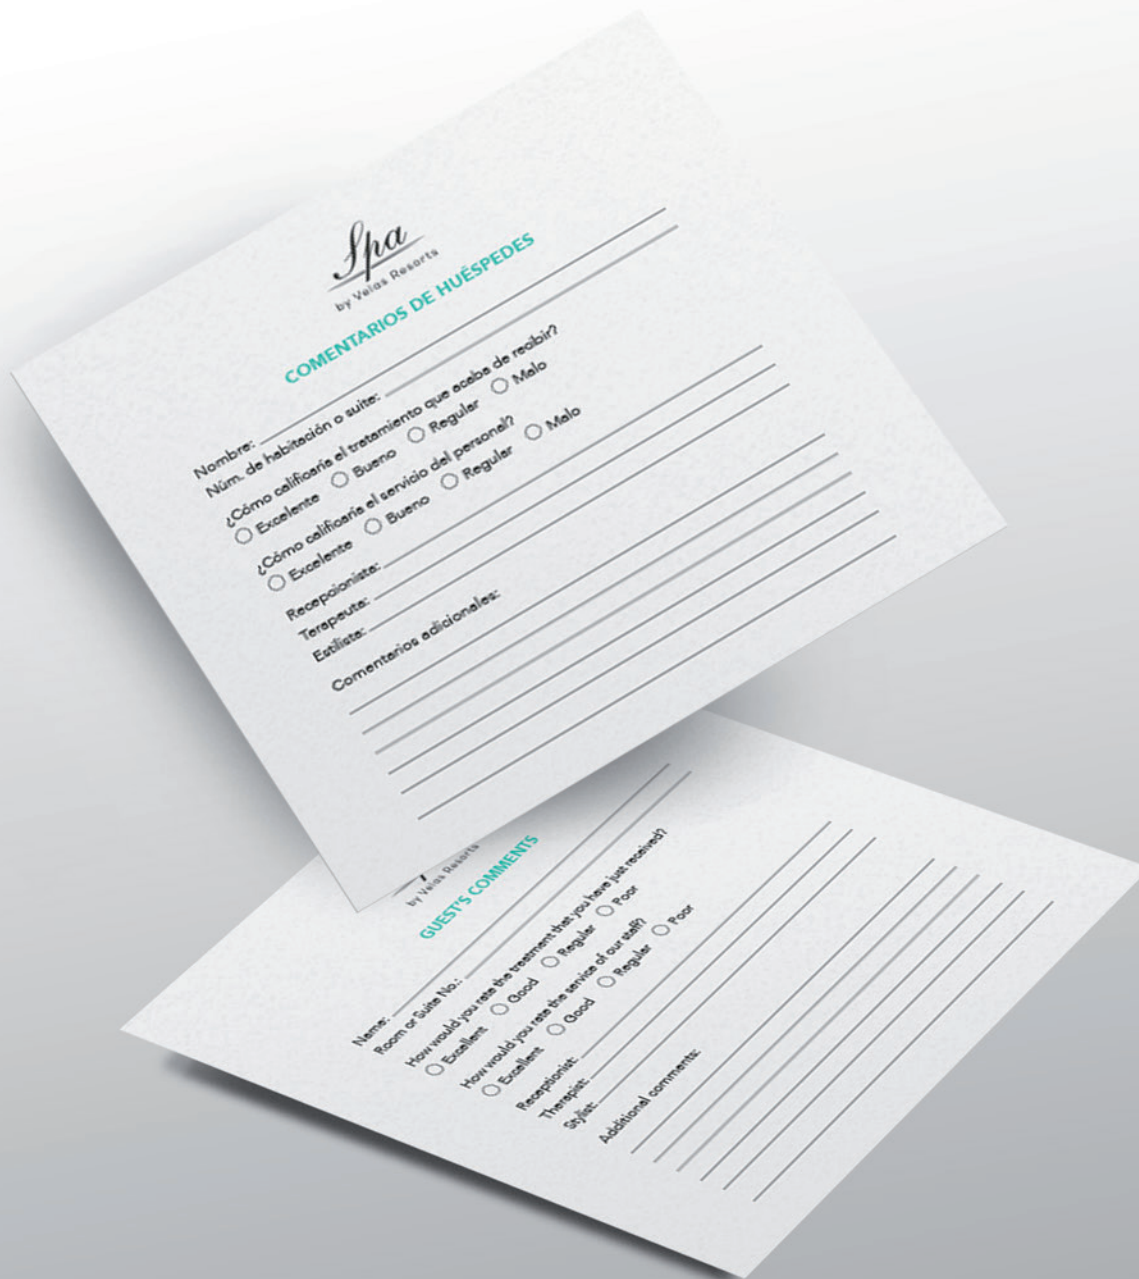 Spa
by Velas Resorts
COMENTARIOS DE HUÉSPEDES
Nombre:
Núm. de habitación o suite:
¿Cómo calificaría el tratamiento que acaba de recibir?
Excelente Bueno Regular Malo
¿Cómo calificaría el servicio del personal?
Excelente Bueno Regular Malo
Recepcionista:
Terapeuta:
Estilista:
Comentarios adicionales:
by Velas Resorts
GUEST'S COMMENTS
Name:
Room or Suite No.:
How would you rate the treatment that you have just received?
Excellent Good Regular Poor
How would you rate the service of our staff?
Excellent Good Regular Poor
Receptionist:
Therapist:
Stylist:
Additional comments: